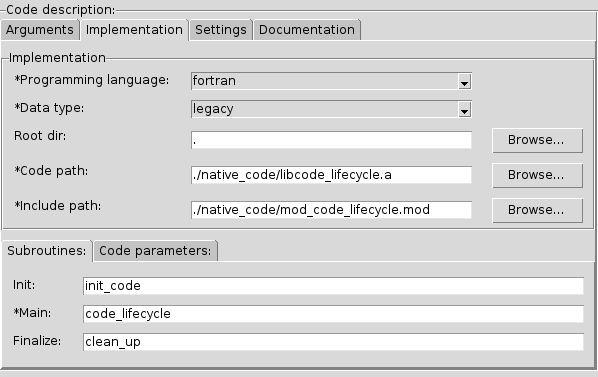 Code description:
Arguments Implementation Settings Documentation
Implementation
*Programming language: fortran
*Data type: legacy
Root dir: . Browse...
*Code path: ./native_code/libcode_lifecycle.a Browse...
*Include path: ./native_code/mod_code_lifecycle.mod Browse...
Subroutines: Code parameters:
Init: init_code
*Main: code_lifecycle
Finalize: clean_up